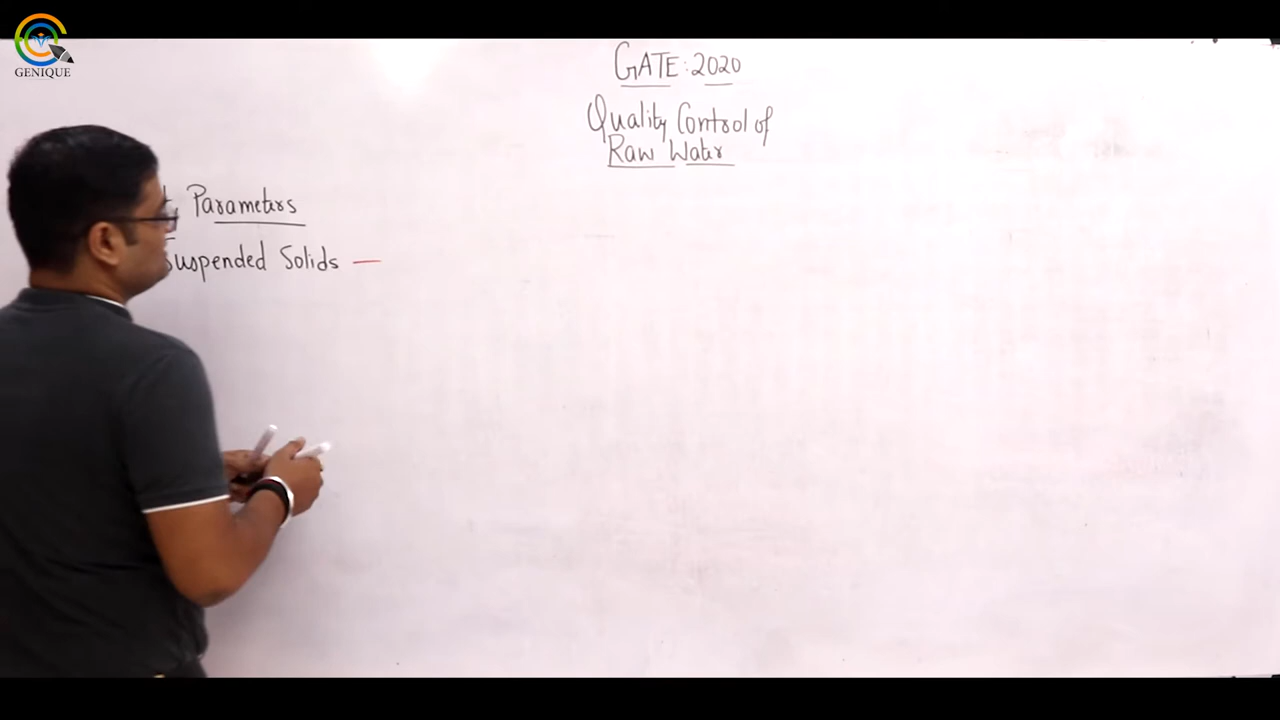 GENIQUE
GATE: 2020
Quality Control of
Raw Water
Parameters
Suspended Solids —